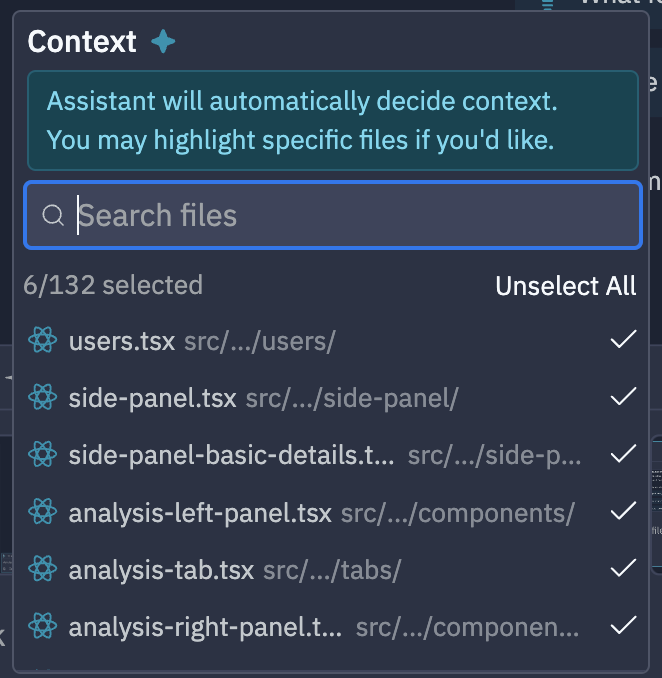 Context
Assistant will automatically decide context.
You may highlight specific files if you'd like.
Search files
6/132 selected Unselect All
users.tsx src/.../users/
side-panel.tsx src/.../side-panel/
side-panel-basic-details.t... src/.../side-p...
analysis-left-panel.tsx src/.../components/
analysis-tab.tsx src/.../tabs/
analysis-right-panel.t... src/.../componen...